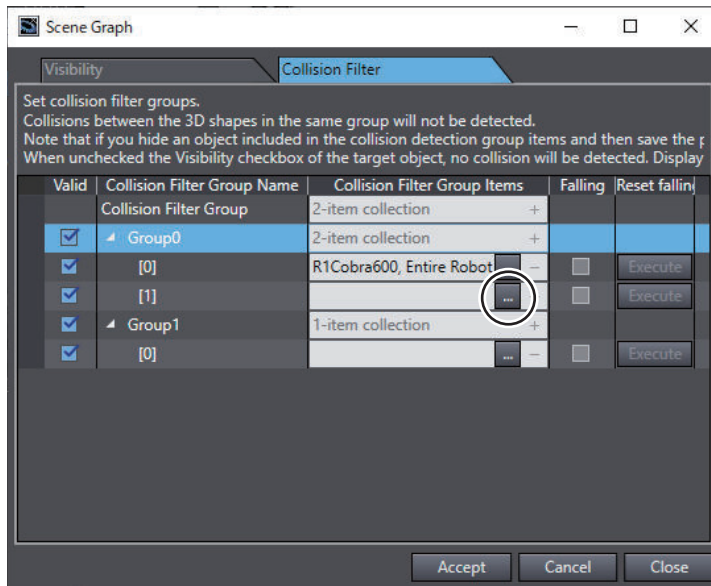 Scene Graph
Visibility
Collision Filter
Set collision filter groups.
Collisions between the 3D shapes in the same group will not be detected.
Note that if you hide an object included in the collision detection group items and then save the p
When unchecked the Visibility checkbox of the target object, no collision will be detected. Display
Valid Collision Filter Group Name Collision Filter Group Items Falling Reset falling
Collision Filter Group 2-item collection +
Group0 2-item collection +
[0] R1Cobra600, Entire Robot ... − Execute
[1] ... Execute
Group1 1-item collection +
[0] ... − Execute
Accept Cancel Close